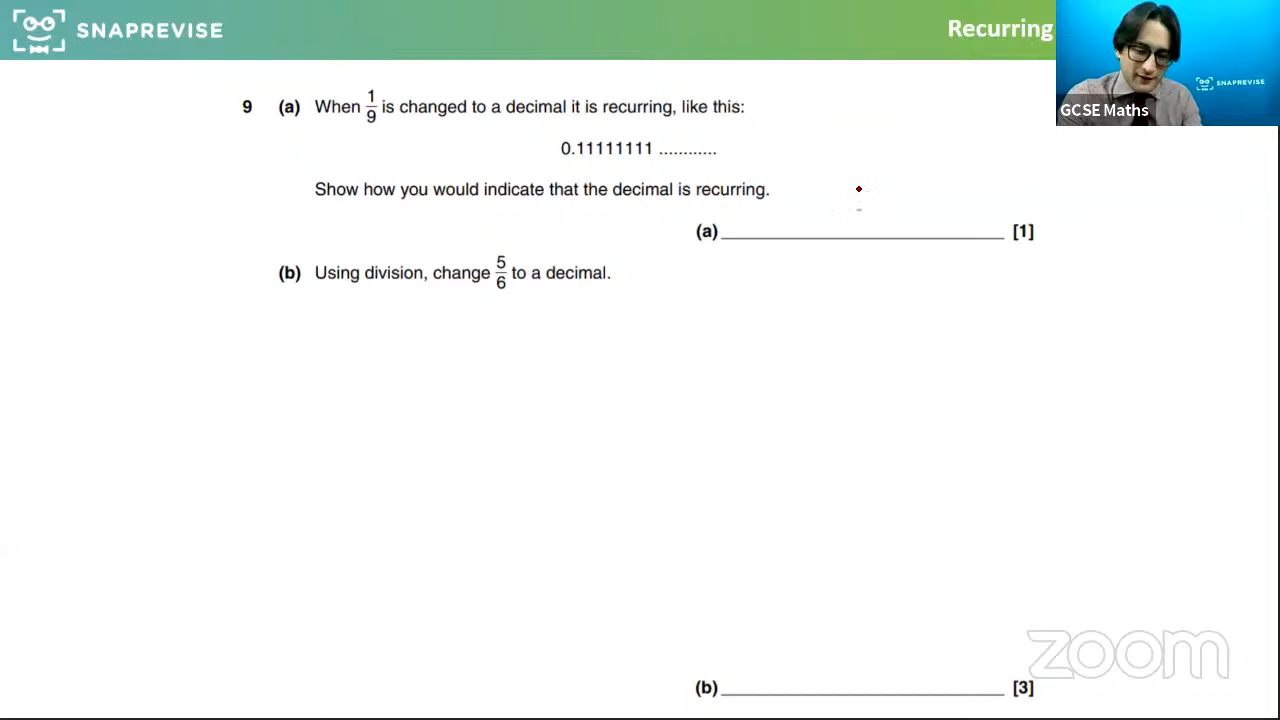 SNAPREVISE
Recurring
SNAPREVISE
GCSE Maths
9 (a) When 1/9 is changed to a decimal it is recurring, like this:
0.11111111 ............
Show how you would indicate that the decimal is recurring.
(a) [1]
(b) Using division, change 5/6 to a decimal.
zoom
(b) [3]